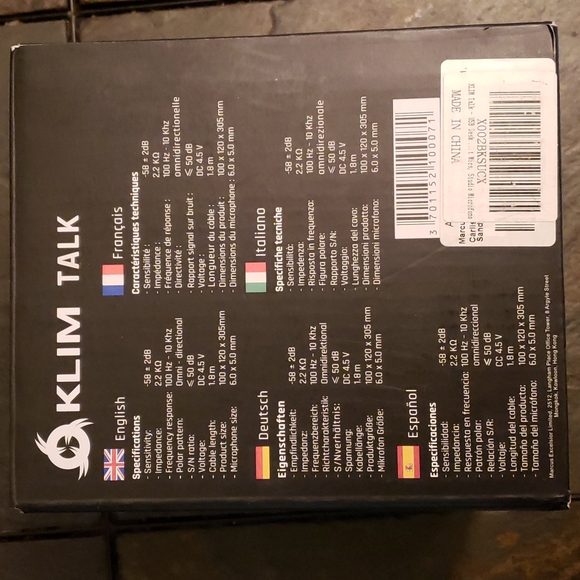 KLIM TALK
English
Specifications
- Sensitivity: -58 ± 2dB
- Impedance: 2.2 KΩ
- Frequency response: 100 Hz - 10 Khz
- Polar pattern: Omni - directional
- S/N ratio: ⩽ 50 dB
- Voltage: DC 4.5 V
- Cable length: 1.8 m
- Product size: 100 x 120 x 305mm
- Microphone size: 6.0 x 5.0 mm
Français
Caractéristiques techniques
- Sensibilité : -58 ± 2dB
- Impedance : 2.2 KΩ
- Fréquence de réponse : 100 Hz - 10 Khz
- Directivité : omnidirectionelle
- Rapport signal sur bruit : ⩽ 50 dB
- Voltage : DC 4.5 V
- Longueur du câble : 1.8m
- Dimensions du produit : 100 x 120 x 305 mm
- Dimensions du microphone : 6.0 x 5.0 mm
Deutsch
Eigenschaften
- Empfindlichkeit: -58 ± 2dB
- Impedanz: 2.2 KΩ
- Frequenzbereich: 100 Hz - 10 Khz
- Richtcharakteristik:
- S/N Verhältnis: ⩽ 50 dB
- Spannung: DC 4.5 V
- Kabellänge: 1.8m
- Produktgröße: 100 x 120 x 305 mm
- Mikrofon Größe: 6.0 x 5.0 mm
Italiano
Specifiche tecniche
- Sensibilità: -58 ± 2dB
- Impedenza: 2.2 KΩ
- Risposta in frequenza: 100 Hz - 10 Khz
- Figura polare: omnidirezionale
- Rapporto S/N: ⩽ 50 dB
- Voltaggio: DC 4.5 V
- Lunghezza del cavo: 1.8 m
- Dimensioni prodotto: 100 x 120 x 305 mm
- Dimensioni microfono: 6.0 x 5.0 mm
Español
Especificaciones
- Sensibilidad: -58 ± 2dB
- Impedancia: 2.2 KΩ
- Respuesta en frecuencia: 100 Hz - 10 Khz
- Patrón polar:
- Relación S/R: ⩽ 50 dB
- Voltaje: DC 4.5 V
- Longitud del cable: 1.8 m
- Tamaño del producto: 100 x 120 x 305 mm
- Tamaño del micrófono: 6.0 x 5.0 mm
3 701152 100071
A
Marcus
Carlis
Sand
X002BXSUCX
MADE IN CHINA
Marcus Excelsior Limited. 2912, Langham Place Office Tower, 8 Argyle Street
Mongkok, Kowloon, Hong Kong